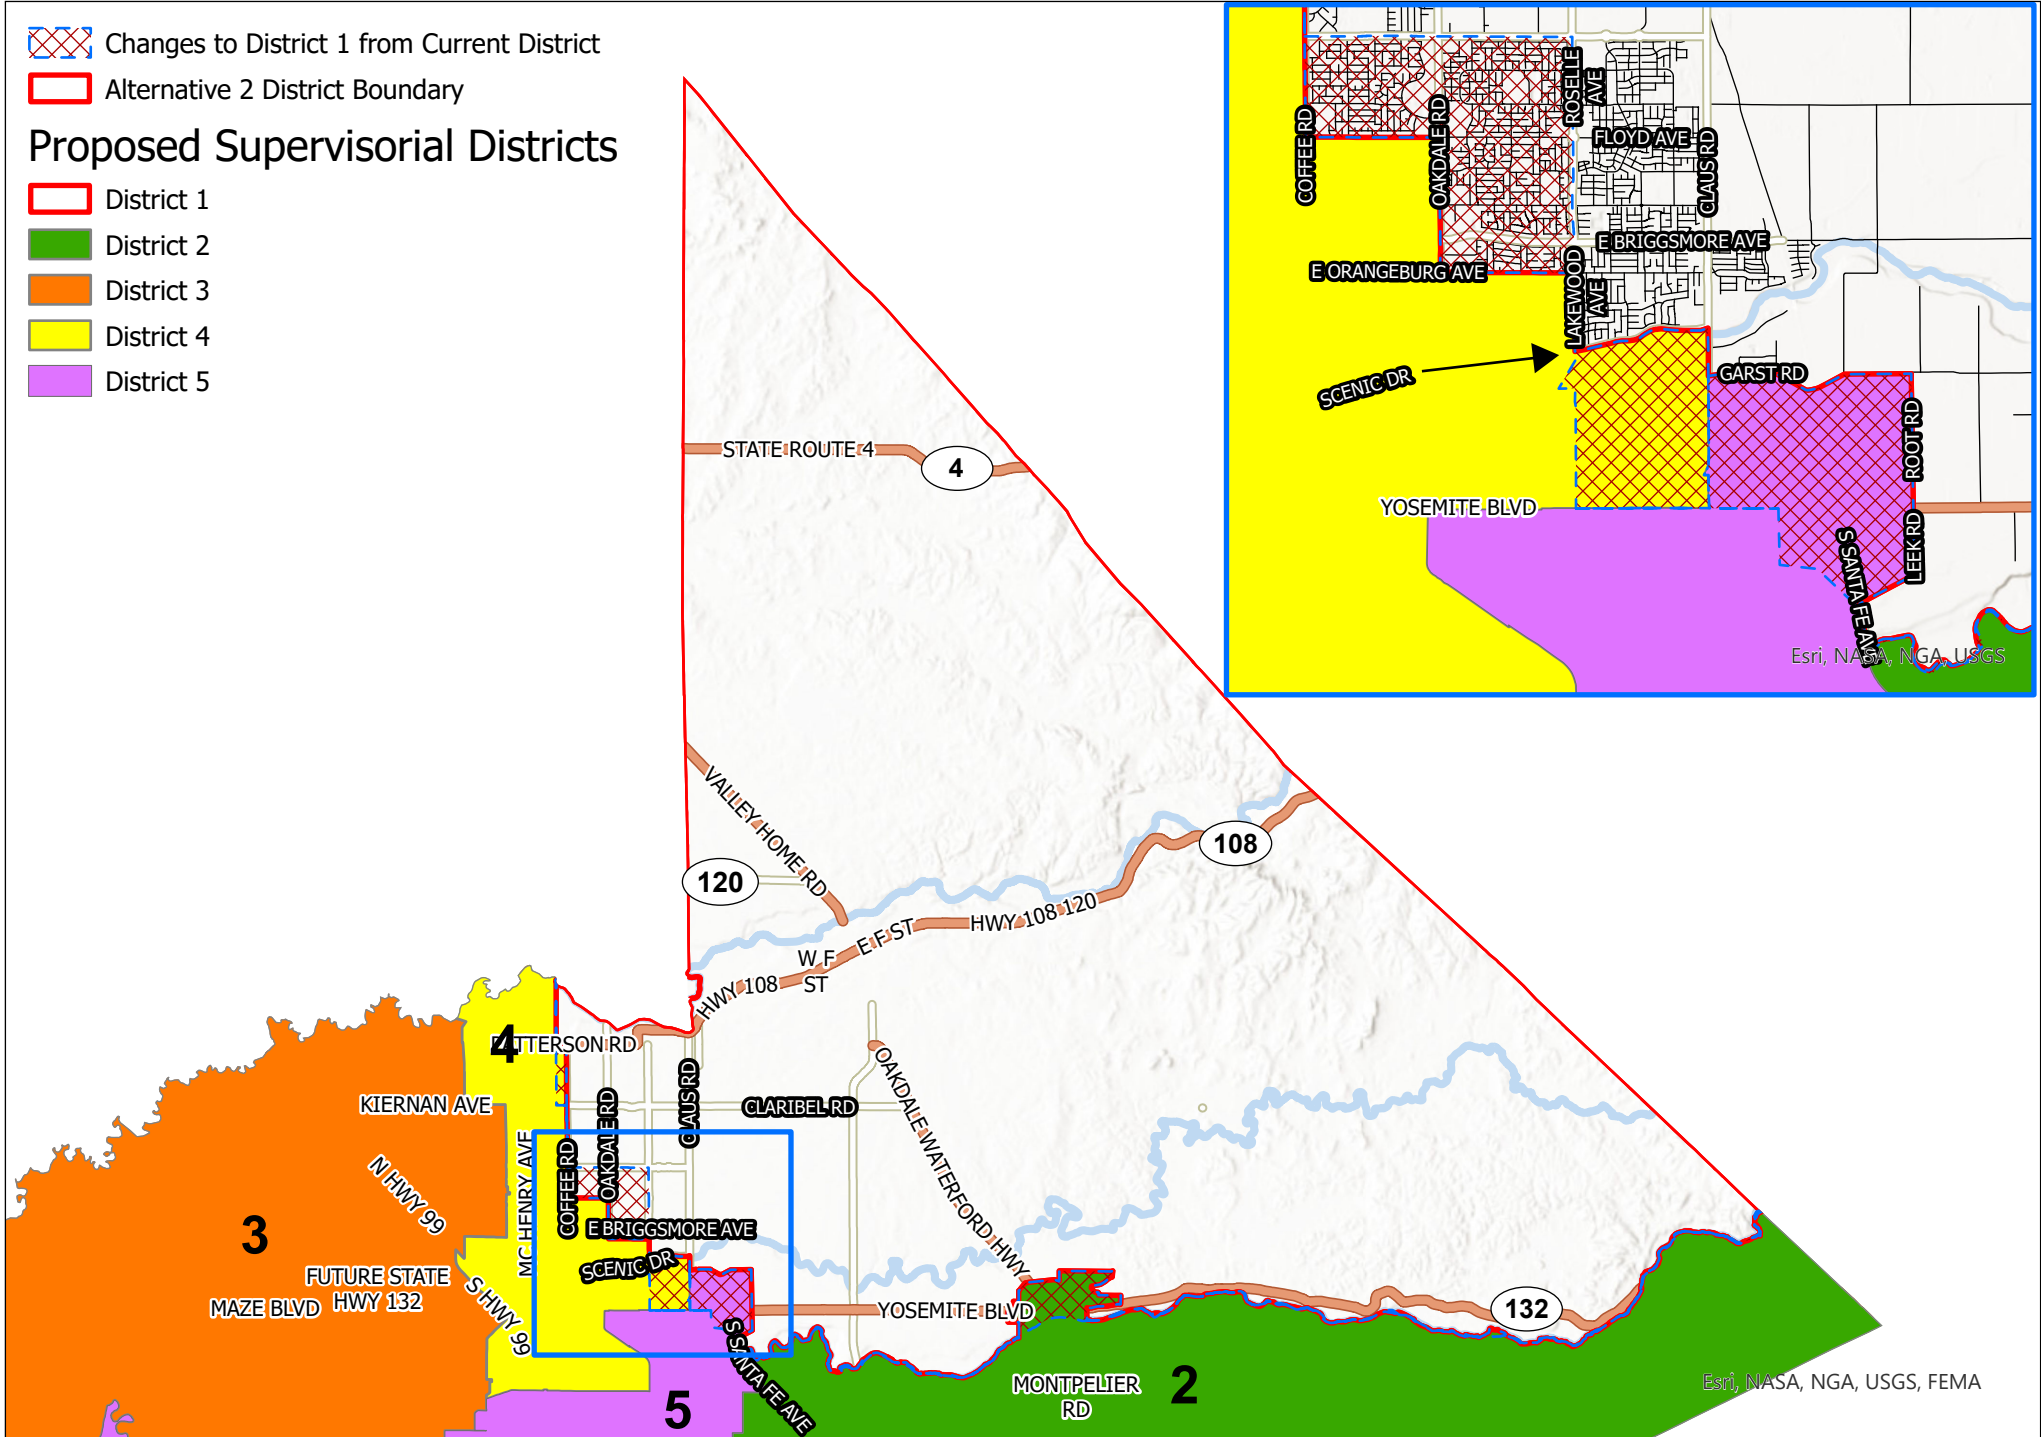 Changes to District 1 from Current District
Alternative 2 District Boundary
Proposed Supervisorial Districts
District 1
District 2
District 3
District 4
District 5
COFFEE RD
OAKDALE RD
ROSELLE
AVE
FLOYD AVE
CLAUS RD
E BRIGGSMORE AVE
E ORANGEBURG AVE
LAKEWOOD
AVE
SCENIC DR
GARST RD
ROOT RD
YOSEMITE BLVD
LEEK RD
S SANTA FE AVE
Esri, NASA, NGA, USGS
STATE ROUTE 4
4
VALLEY HOME RD
120
108
HWY 108 120
E F ST
W F
ST
HWY 108
4
PATTERSON RD
KIERNAN AVE
OAKDALE RD
CLAUS RD
CLARIBEL RD
OAKDALE WATERFORD HWY
MC HENRY AVE
COFFEE RD
N HWY 99
3
E BRIGGSMORE AVE
SCENIC DR
FUTURE STATE
HWY 132
MAZE BLVD
S HWY 99
YOSEMITE BLVD
132
S SANTA FE AVE
MONTPELIER
RD
2
5
Esri, NASA, NGA, USGS, FEMA